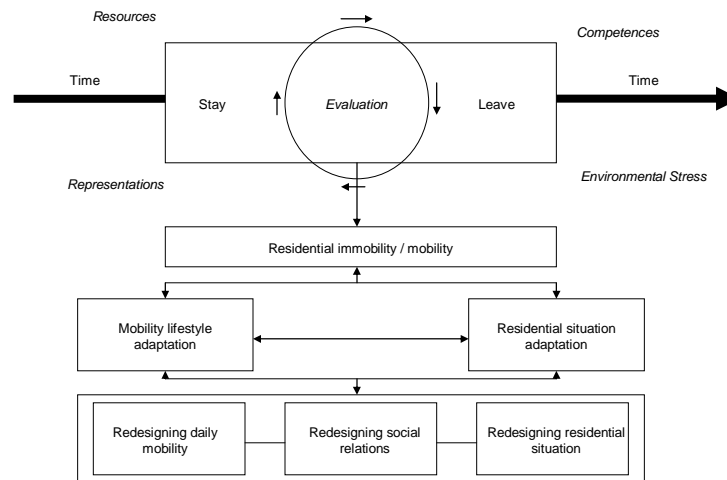 Resources
Competences
Time
Time
Stay
Evaluation
Leave
Representations
Environmental Stress
Residential immobility / mobility
Mobility lifestyle
adaptation
Residential situation
adaptation
Redesigning daily
mobility
Redesigning social
relations
Redesigning residential
situation